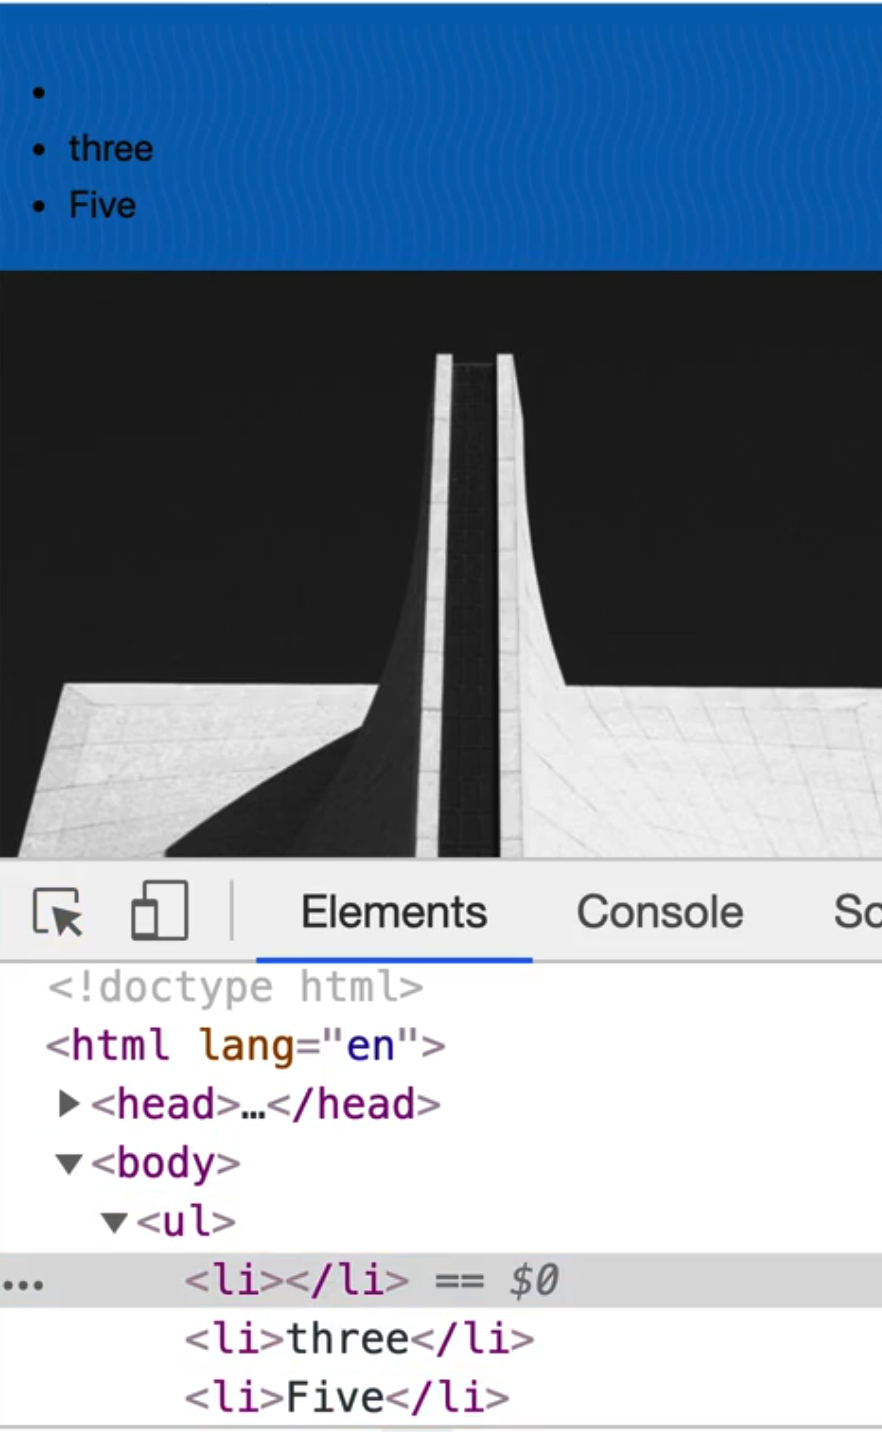 •
• three
• Five
Elements Console
<!doctype html>
<html lang="en">
▶ <head>…</head>
▼ <body>
▼ <ul>
... <li></li> == $0
<li>three</li>
<li>Five</li>